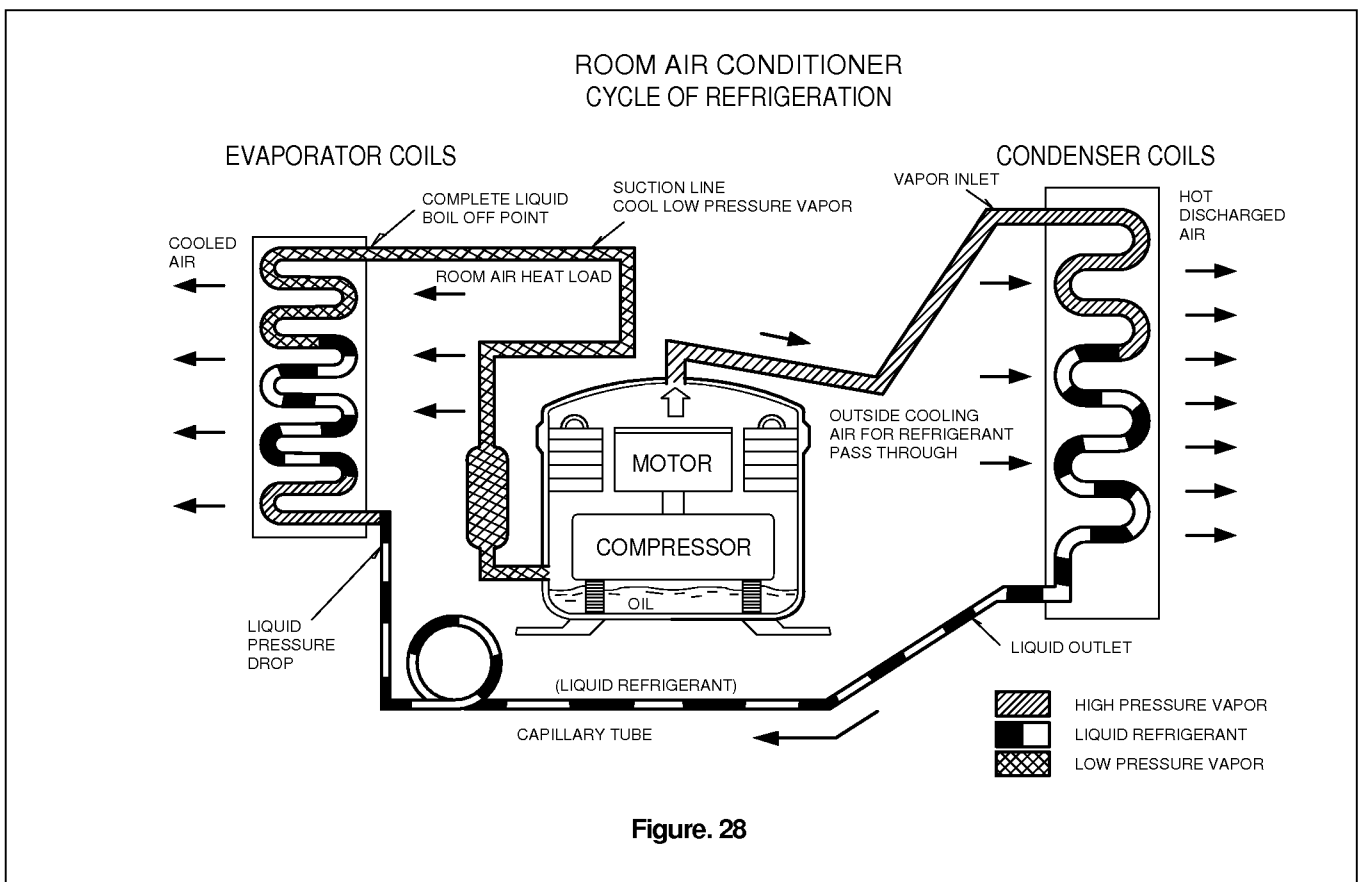 ROOM AIR CONDITIONER
CYCLE OF REFRIGERATION
EVAPORATOR COILS
CONDENSER COILS
COMPLETE LIQUID
BOIL OFF POINT
SUCTION LINE
COOL LOW PRESSURE VAPOR
VAPOR INLET
HOT
DISCHARGED
AIR
COOLED
AIR
ROOM AIR HEAT LOAD
OUTSIDE COOLING
AIR FOR REFRIGERANT
PASS THROUGH
MOTOR
COMPRESSOR
OIL
LIQUID
PRESSURE
DROP
LIQUID OUTLET
(LIQUID REFRIGERANT)
CAPILLARY TUBE
HIGH PRESSURE VAPOR
LIQUID REFRIGERANT
LOW PRESSURE VAPOR
Figure. 28